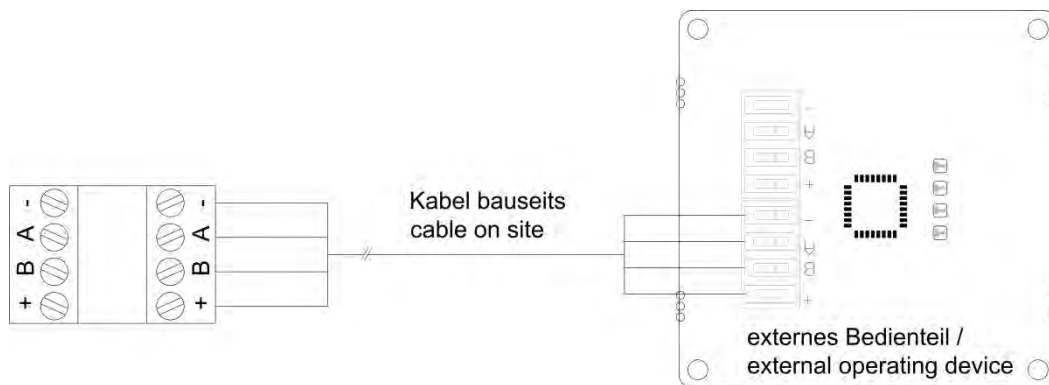 -
A
B
+
-
A
B
+
Kabel bauseits
cable on site
-
A
B
+
-
A
B
+
externes Bedienteil /
external operating device